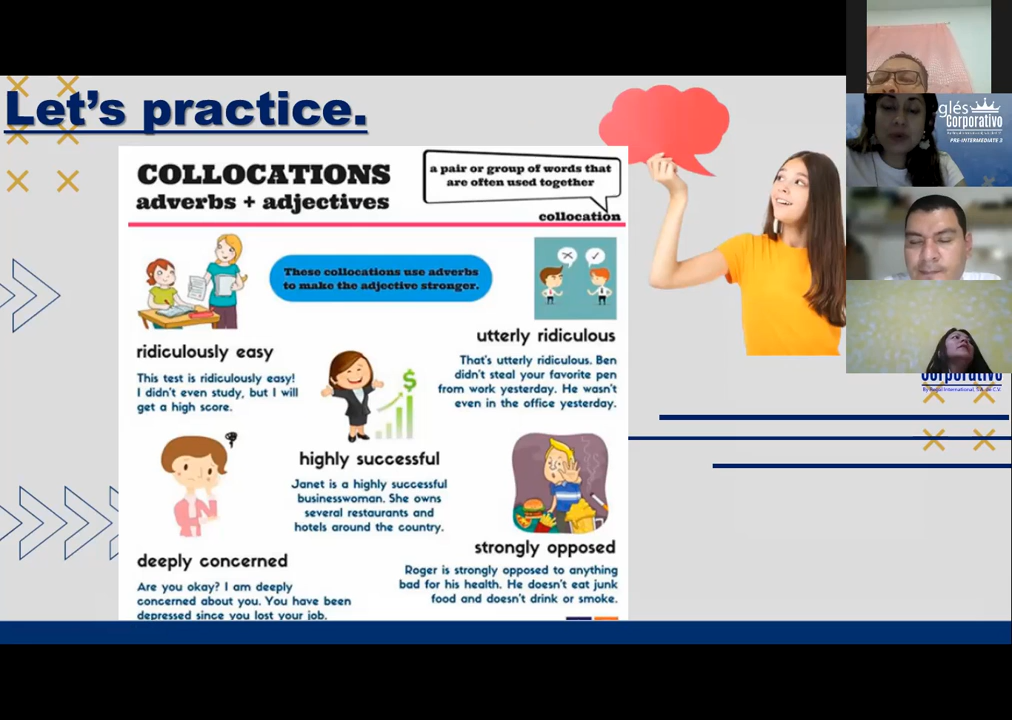 Let's practice.
COLLOCATIONS
adverbs + adjectives
a pair or group of words that
are often used together
collocation
These collocations use adverbs
to make the adjective stronger.
ridiculously easy
This test is ridiculously easy!
I didn't even study, but I will
get a high score.
utterly ridiculous
That's utterly ridiculous. Ben
didn't steal your favorite pen
from work yesterday. He wasn't
even in the office yesterday.
highly successful
Janet is a highly successful
businesswoman. She owns
several restaurants and
hotels around the country.
deeply concerned
Are you okay? I am deeply
concerned about you. You have been
depressed since you lost your job.
strongly opposed
Roger is strongly opposed to anything
bad for his health. He doesn't eat junk
food and doesn't drink or smoke.
glés
Corporativo
PRE-INTERMEDIATE 3
Corporativo